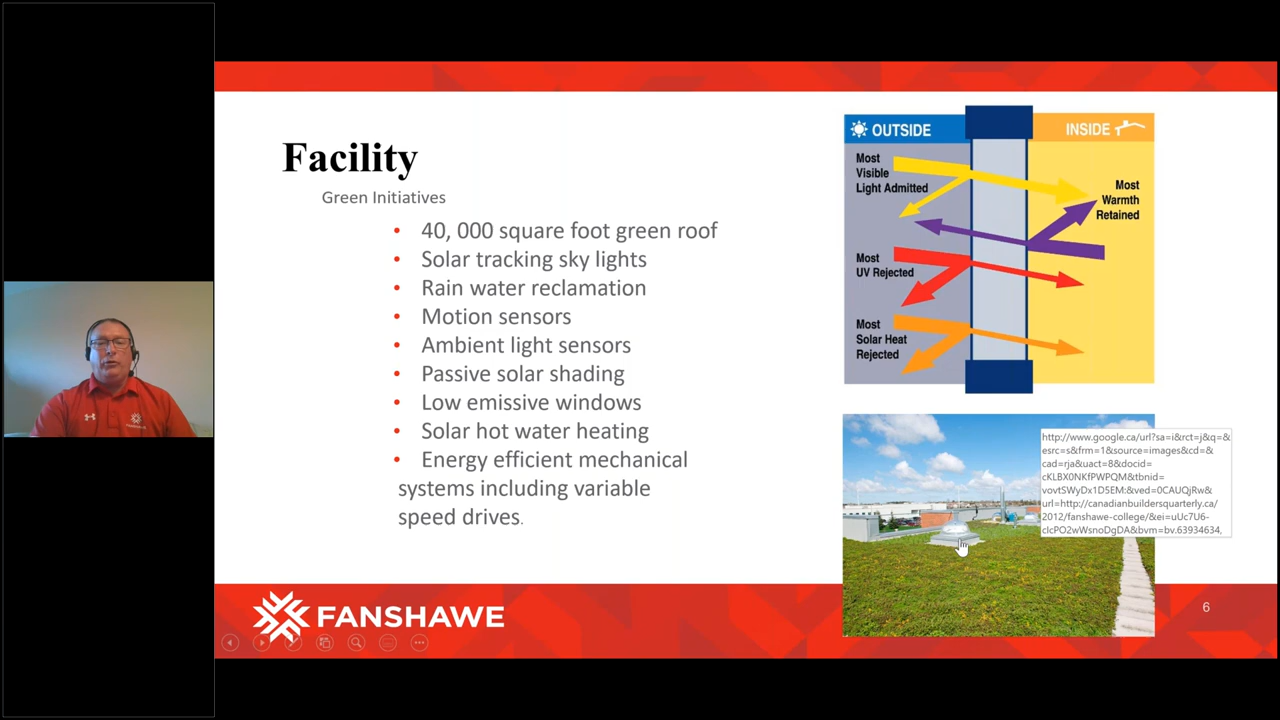 Facility
Green Initiatives
• 40, 000 square foot green roof
• Solar tracking sky lights
• Rain water reclamation
• Motion sensors
• Ambient light sensors
• Passive solar shading
• Low emissive windows
• Solar hot water heating
• Energy efficient mechanical
systems including variable
speed drives.
OUTSIDE
INSIDE
Most
Visible
Light Admitted
Most
Warmth
Retained
Most
UV Rejected
Most
Solar Heat
Rejected
http://www.google.ca/url?sa=i&rct=j&q=&
esrc=s&frm=1&source=images&cd=&
cad=rja&uact=8&docid=
cKLBX0NKfPWPQM&tbnid=
vovtSWyDx1D5EM:&ved=0CAUQjRw&
url=http://canadianbuildersquarterly.ca/
2012/fanshawe-college/&ei=uUc7U6-
cIcPO2wWsnoDgDA&bvm=bv.63934634,
FANSHAWE
6